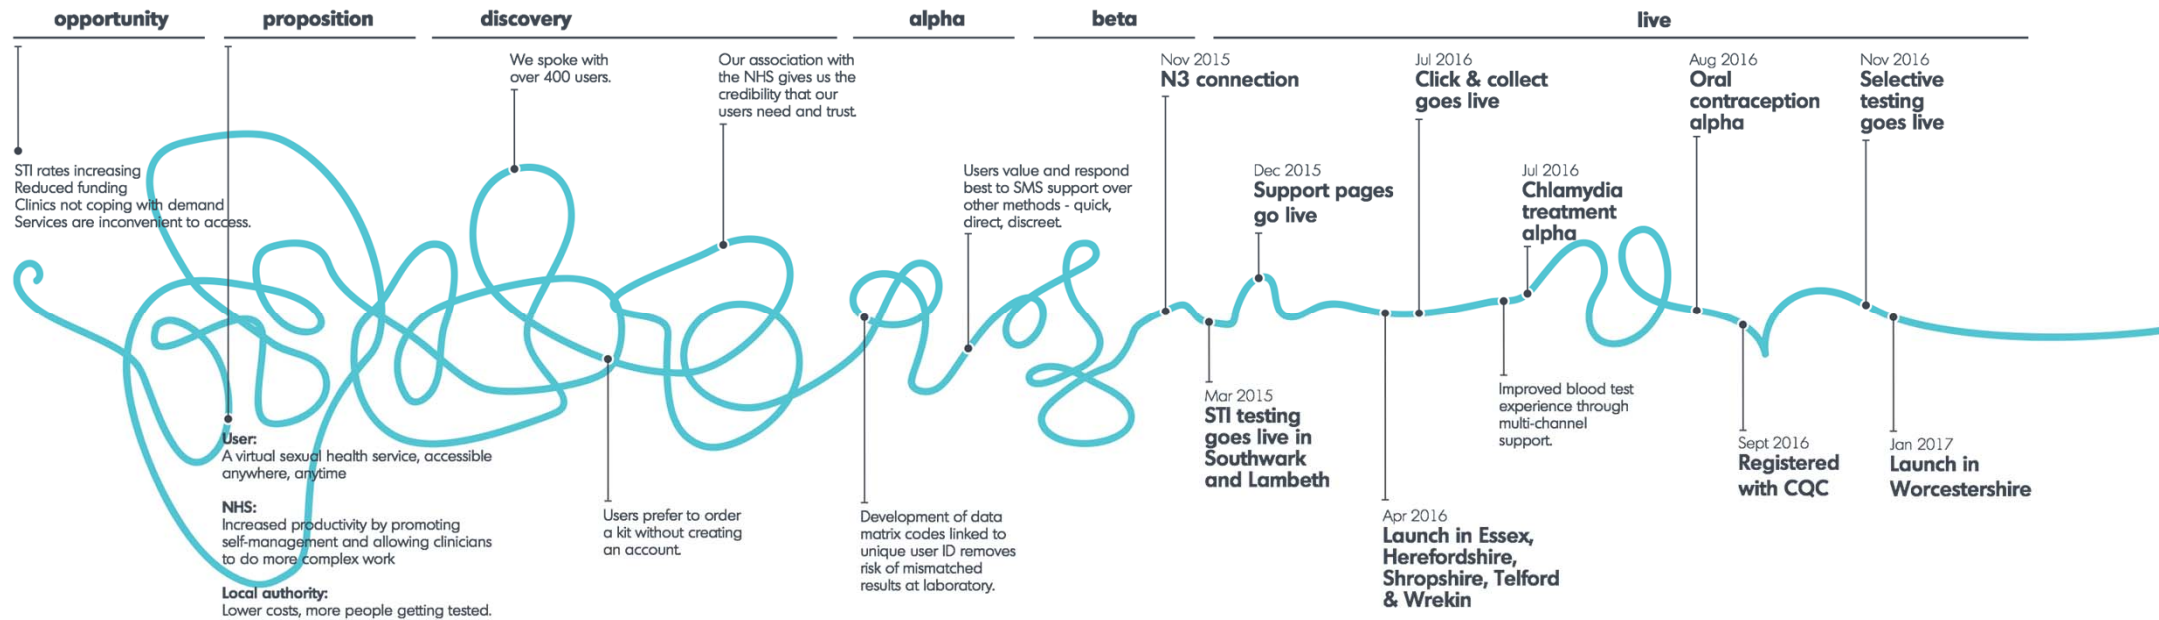 opportunity
proposition
discovery
alpha
beta
live
STI rates increasing
Reduced funding
Clinics not coping with demand
Services are inconvenient to access.
User:
A virtual sexual health service, accessible
anywhere, anytime
NHS:
Increased productivity by promoting
self-management and allowing clinicians
to do more complex work
Local authority:
Lower costs, more people getting tested.
We spoke with
over 400 users.
Users prefer to order
a kit without creating
an account.
Our association with
the NHS gives us the
credibility that our
users need and trust.
Development of data
matrix codes linked to
unique user ID removes
risk of mismatched
results at laboratory.
Users value and respond
best to SMS support over
other methods - quick,
direct, discreet.
Nov 2015
N3 connection
Mar 2015
STI testing
goes live in
Southwark
and Lambeth
Dec 2015
Support pages
go live
Apr 2016
Launch in Essex,
Herefordshire,
Shropshire, Telford
& Wrekin
Jul 2016
Click & collect
goes live
Improved blood test
experience through
multi-channel
support.
Jul 2016
Chlamydia
treatment
alpha
Aug 2016
Oral
contraception
alpha
Sept 2016
Registered
with CQC
Nov 2016
Selective
testing
goes live
Jan 2017
Launch in
Worcestershire